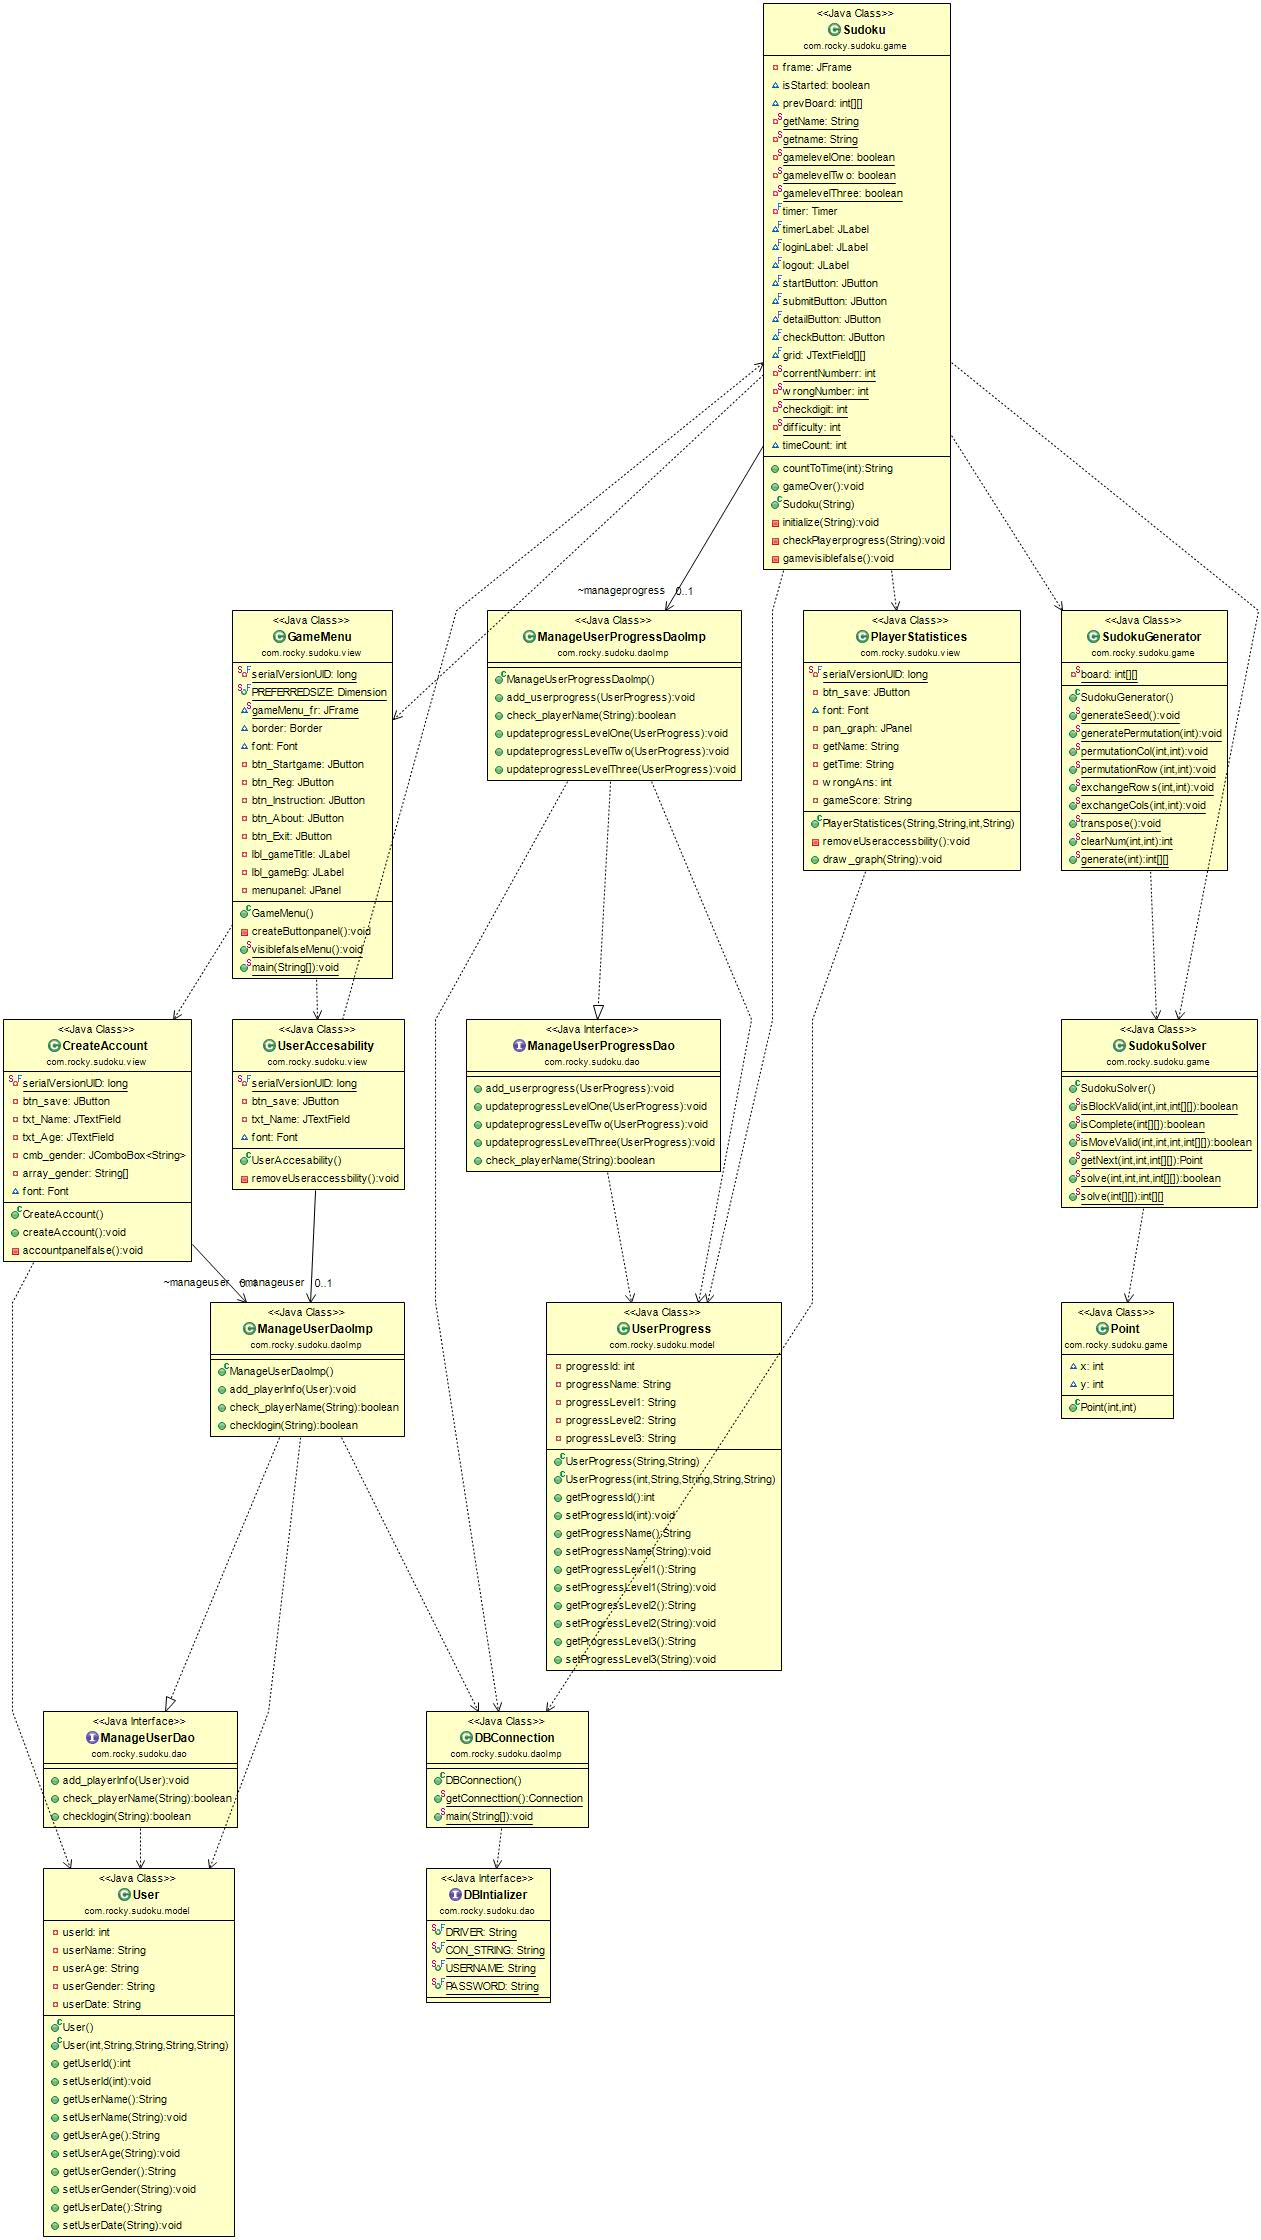 <<Java Class>>
Sudoku
com.rocky.sudoku.game
frame: JFrame
isStarted: boolean
prevBoard: int[][]
getName: String
getname: String
gamelevelOne: boolean
gamelevelTwo: boolean
gamelevelThree: boolean
timer: Timer
timerLabel: JLabel
loginLabel: JLabel
logout: JLabel
startButton: JButton
submitButton: JButton
detailButton: JButton
checkButton: JButton
grid: JTextField[][]
correntNumberr: int
wrongNumber: int
checkdigit: int
difficulty: int
timeCount: int
countToTime(int):String
gameOver():void
Sudoku(String)
initialize(String):void
checkPlayerprogress(String):void
gamevisiblefalse():void
~manageprogress 0..1
<<Java Class>>
GameMenu
com.rocky.sudoku.view
serialVersionUID: long
PREFERREDSIZE: Dimension
gameMenu_fr: JFrame
border: Border
font: Font
btn_Startgame: JButton
btn_Reg: JButton
btn_Instruction: JButton
btn_About: JButton
btn_Exit: JButton
lbl_gameTitle: JLabel
lbl_gameBg: JLabel
menupanel: JPanel
GameMenu()
createButtonpanel():void
visiblefalseMenu():void
main(String[]):void
<<Java Class>>
ManageUserProgressDaoImp
com.rocky.sudoku.daoImp
ManageUserProgressDaoImp()
add_userprogress(UserProgress):void
check_playerName(String):boolean
updateprogressLevelOne(UserProgress):void
updateprogressLevelTwo(UserProgress):void
updateprogressLevelThree(UserProgress):void
<<Java Class>>
PlayerStatistices
com.rocky.sudoku.view
serialVersionUID: long
btn_save: JButton
font: Font
pan_graph: JPanel
getName: String
getTime: String
wrongAns: int
gameScore: String
PlayerStatistices(String,String,int,String)
removeUseraccessbility():void
draw_graph(String):void
<<Java Class>>
SudokuGenerator
com.rocky.sudoku.game
board: int[][]
SudokuGenerator()
generateSeed():void
generatePermutation(int):void
permutationCol(int,int):void
permutationRow(int,int):void
exchangeRows(int,int):void
exchangeCols(int,int):void
transpose():void
clearNum(int,int):int
generate(int):int[][]
<<Java Class>>
CreateAccount
com.rocky.sudoku.view
serialVersionUID: long
btn_save: JButton
txt_Name: JTextField
txt_Age: JTextField
cmb_gender: JComboBox<String>
array_gender: String[]
font: Font
CreateAccount()
createAccount():void
accountpanelfalse():void
<<Java Class>>
UserAccesability
com.rocky.sudoku.view
serialVersionUID: long
btn_save: JButton
txt_Name: JTextField
font: Font
UserAccesability()
removeUseraccessbility():void
<<Java Interface>>
ManageUserProgressDao
com.rocky.sudoku.dao
add_userprogress(UserProgress):void
updateprogressLevelOne(UserProgress):void
updateprogressLevelTwo(UserProgress):void
updateprogressLevelThree(UserProgress):void
check_playerName(String):boolean
<<Java Class>>
SudokuSolver
com.rocky.sudoku.game
SudokuSolver()
isBlockValid(int,int,int[][]):boolean
isComplete(int[][]):boolean
isMoveValid(int,int,int,int[][]):boolean
getNext(int,int,int[][]):Point
solve(int,int,int,int[][]):boolean
solve(int[][]):int[][]
~manageuser 0..1 ~manageuser 0..1
<<Java Class>>
ManageUserDaoImp
com.rocky.sudoku.daoImp
ManageUserDaoImp()
add_playerInfo(User):void
check_playerName(String):boolean
checklogin(String):boolean
<<Java Class>>
UserProgress
com.rocky.sudoku.model
progressId: int
progressName: String
progressLevel1: String
progressLevel2: String
progressLevel3: String
UserProgress(String,String)
UserProgress(int,String,String,String,String)
getProgressId():int
setProgressId(int):void
getProgressName():String
setProgressName(String):void
getProgressLevel1():String
setProgressLevel1(String):void
getProgressLevel2():String
setProgressLevel2(String):void
getProgressLevel3():String
setProgressLevel3(String):void
<<Java Class>>
Point
com.rocky.sudoku.game
x: int
y: int
Point(int,int)
<<Java Interface>>
ManageUserDao
com.rocky.sudoku.dao
add_playerInfo(User):void
check_playerName(String):boolean
checklogin(String):boolean
<<Java Class>>
DBConnection
com.rocky.sudoku.daoImp
DBConnection()
getConnecttion():Connection
main(String[]):void
<<Java Class>>
User
com.rocky.sudoku.model
userId: int
userName: String
userAge: String
userGender: String
userDate: String
User()
User(int,String,String,String,String)
getUserId():int
setUserId(int):void
getUserName():String
setUserName(String):void
getUserAge():String
setUserAge(String):void
getUserGender():String
setUserGender(String):void
getUserDate():String
setUserDate(String):void
<<Java Interface>>
DBIntializer
com.rocky.sudoku.dao
DRIVER: String
CON_STRING: String
USERNAME: String
PASSWORD: String